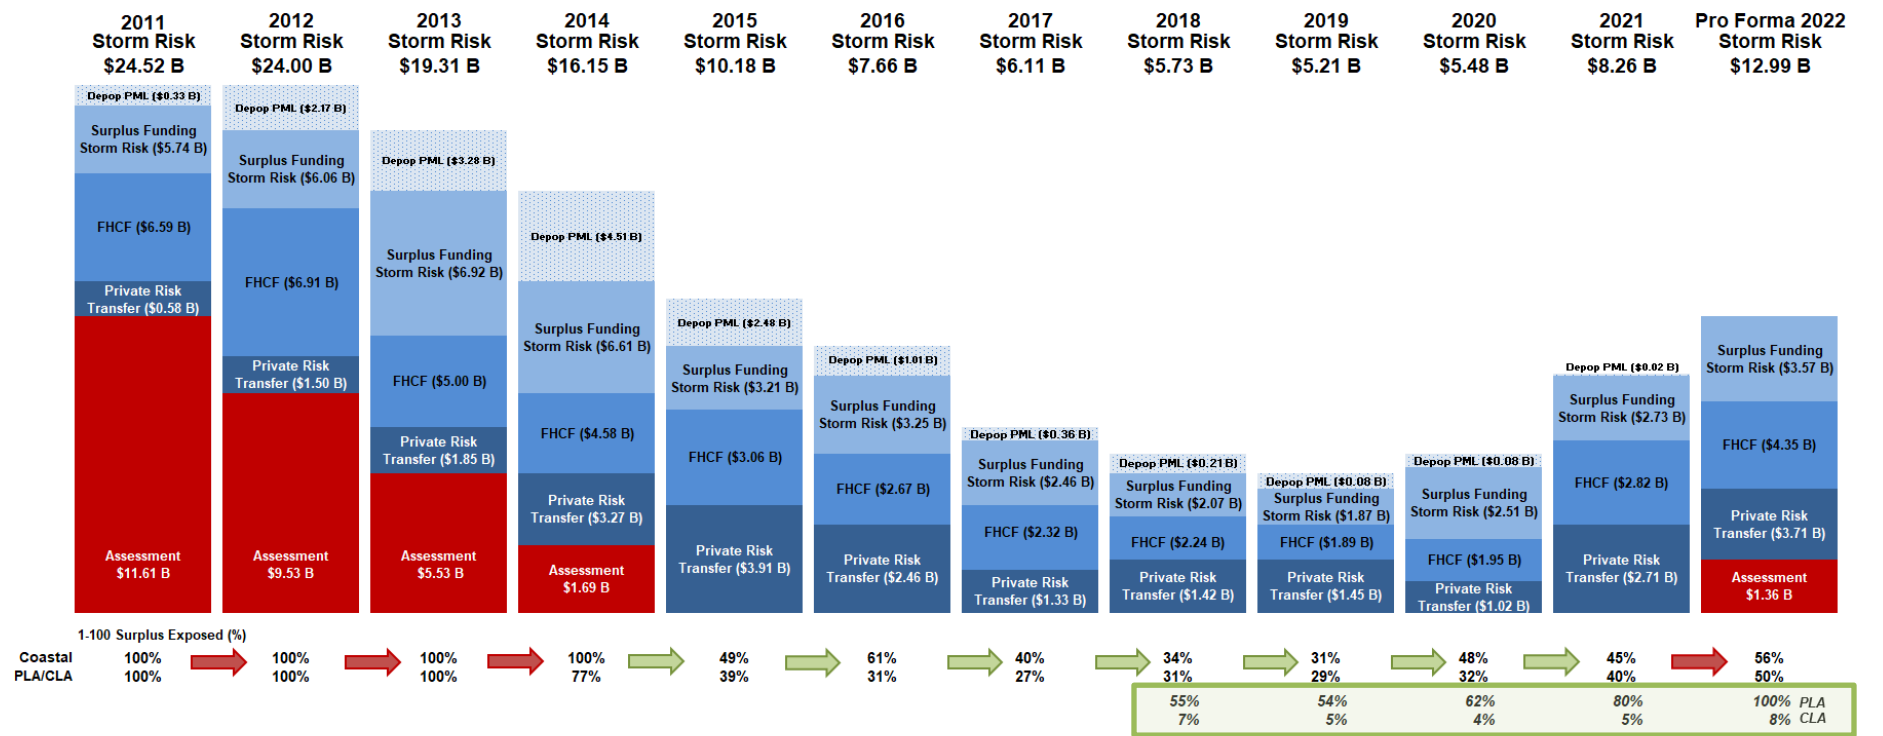 2011
Storm Risk
$24.52 B
2012
Storm Risk
$24.00 B
2013
Storm Risk
$19.31 B
2014
Storm Risk
$16.15 B
2015
Storm Risk
$10.18 B
2016
Storm Risk
$7.66 B
2017
Storm Risk
$6.11 B
2018
Storm Risk
$5.73 B
2019
Storm Risk
$5.21 B
2020
Storm Risk
$5.48 B
2021
Storm Risk
$8.26 B
Pro Forma 2022
Storm Risk
$12.99 B
Depop PML ($0.33 B)
Surplus Funding
Storm Risk ($5.74 B)
FHCF ($6.59 B)
Private Risk
Transfer ($0.58 B)
Assessment
$11.61 B
Depop PML ($2.17 B)
Surplus Funding
Storm Risk ($6.06 B)
FHCF ($6.91 B)
Private Risk
Transfer ($1.50 B)
Assessment
$9.53 B
Depop PML ($3.28 B)
Surplus Funding
Storm Risk ($6.92 B)
FHCF ($5.00 B)
Private Risk
Transfer ($1.85 B)
Assessment
$5.53 B
Depop PML ($4.51 B)
Surplus Funding
Storm Risk ($6.61 B)
FHCF ($4.58 B)
Private Risk
Transfer ($3.27 B)
Assessment
$1.69 B
Depop PML ($2.48 B)
Surplus Funding
Storm Risk ($3.21 B)
FHCF ($3.06 B)
Private Risk
Transfer ($3.91 B)
Depop PML ($1.01 B)
Surplus Funding
Storm Risk ($3.25 B)
FHCF ($2.67 B)
Private Risk
Transfer ($2.46 B)
Depop PML ($0.36 B)
Surplus Funding
Storm Risk ($2.46 B)
FHCF ($2.32 B)
Private Risk
Transfer ($1.33 B)
Depop PML ($0.21 B)
Surplus Funding
Storm Risk ($2.07 B)
FHCF ($2.24 B)
Private Risk
Transfer ($1.42 B)
Depop PML ($0.08 B)
Surplus Funding
Storm Risk ($1.87 B)
FHCF ($1.89 B)
Private Risk
Transfer ($1.45 B)
Depop PML ($0.08 B)
Surplus Funding
Storm Risk ($2.51 B)
FHCF ($1.95 B)
Private Risk
Transfer ($1.02 B)
Depop PML ($0.02 B)
Surplus Funding
Storm Risk ($2.73 B)
FHCF ($2.82 B)
Private Risk
Transfer ($2.71 B)
Surplus Funding
Storm Risk ($3.57 B)
FHCF ($4.35 B)
Private Risk
Transfer ($3.71 B)
Assessment
$1.36 B
1-100 Surplus Exposed (%)
Coastal 100% 100% 100% 100% 49% 61% 40% 34% 31% 48% 45% 56%
PLA/CLA 100% 100% 100% 77% 39% 31% 27% 31% 29% 32% 40% 50%
55% 54% 62% 80% 100% PLA
7% 5% 4% 5% 8% CLA